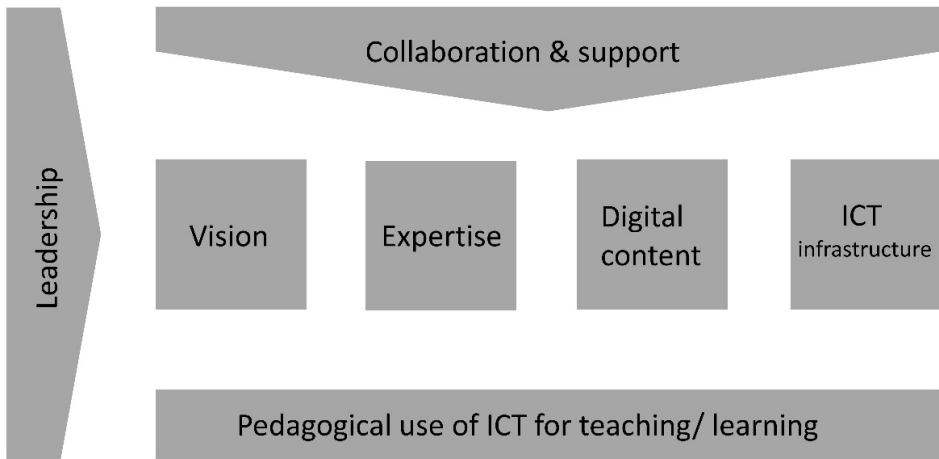 Collaboration & support
Leadership
Vision
Expertise
Digital
content
ICT
infrastructure
Pedagogical use of ICT for teaching/ learning